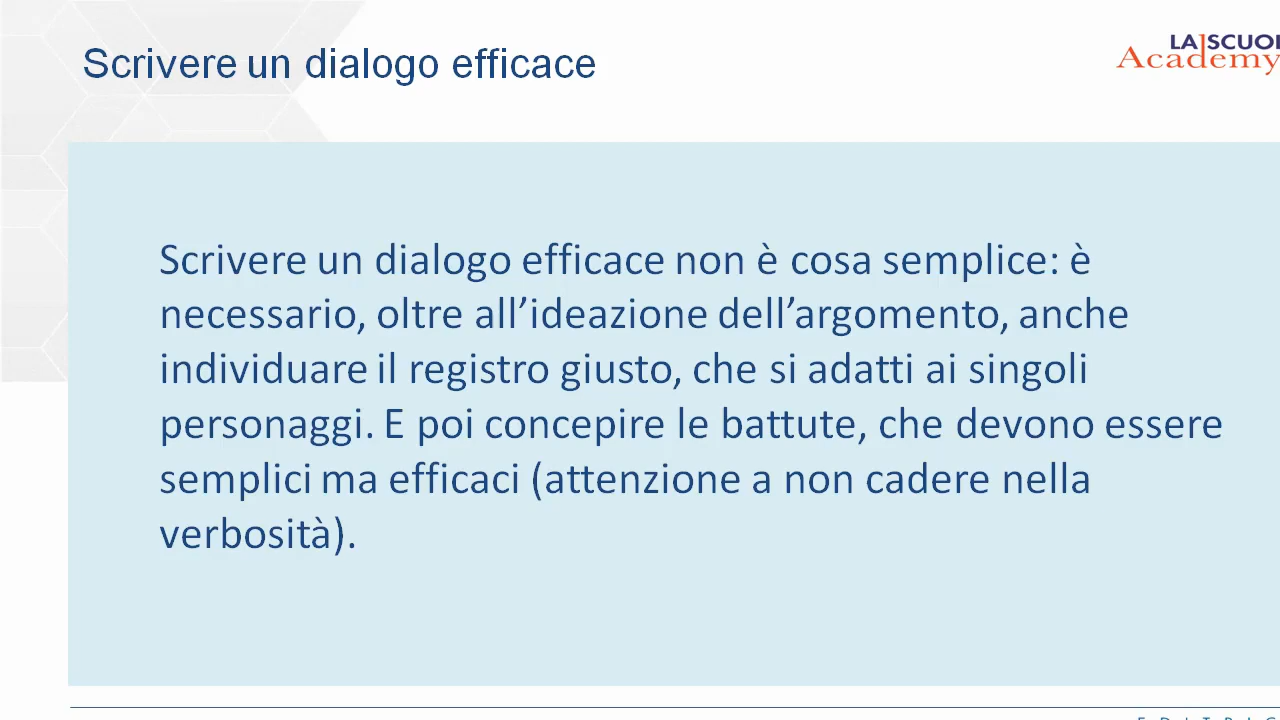 Scrivere un dialogo efficace
LA SCUOL
Academy
Scrivere un dialogo efficace non è cosa semplice: è
necessario, oltre all’ideazione dell’argomento, anche
individuare il registro giusto, che si adatti ai singoli
personaggi. E poi concepire le battute, che devono essere
semplici ma efficaci (attenzione a non cadere nella
verbosità).